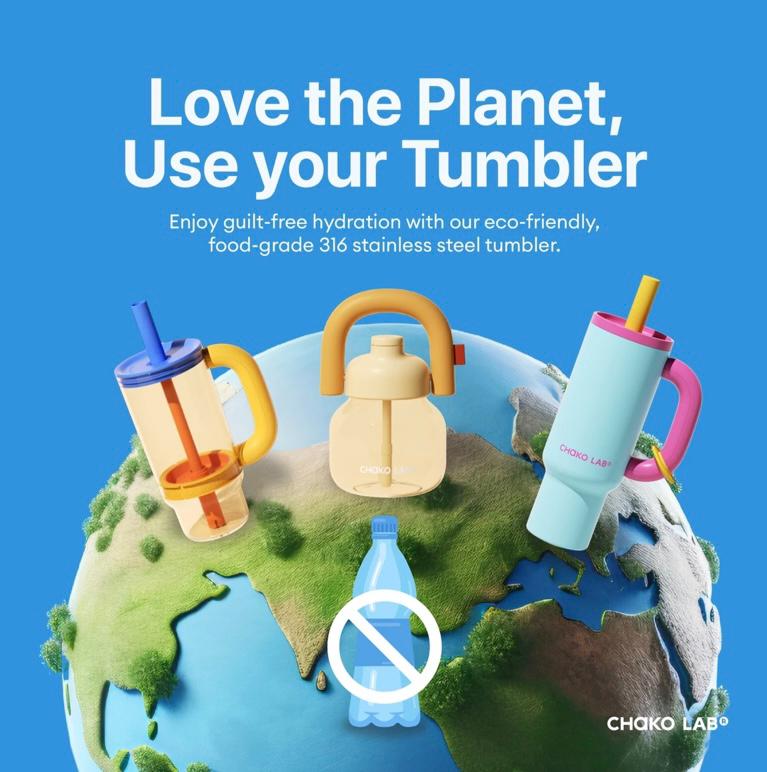 Love the Planet,
Use your Tumbler
Enjoy guilt-free hydration with our eco-friendly,
food-grade 316 stainless steel tumbler.
CHAKO LAB
CHAKO LAB®
CHAKO LAB®